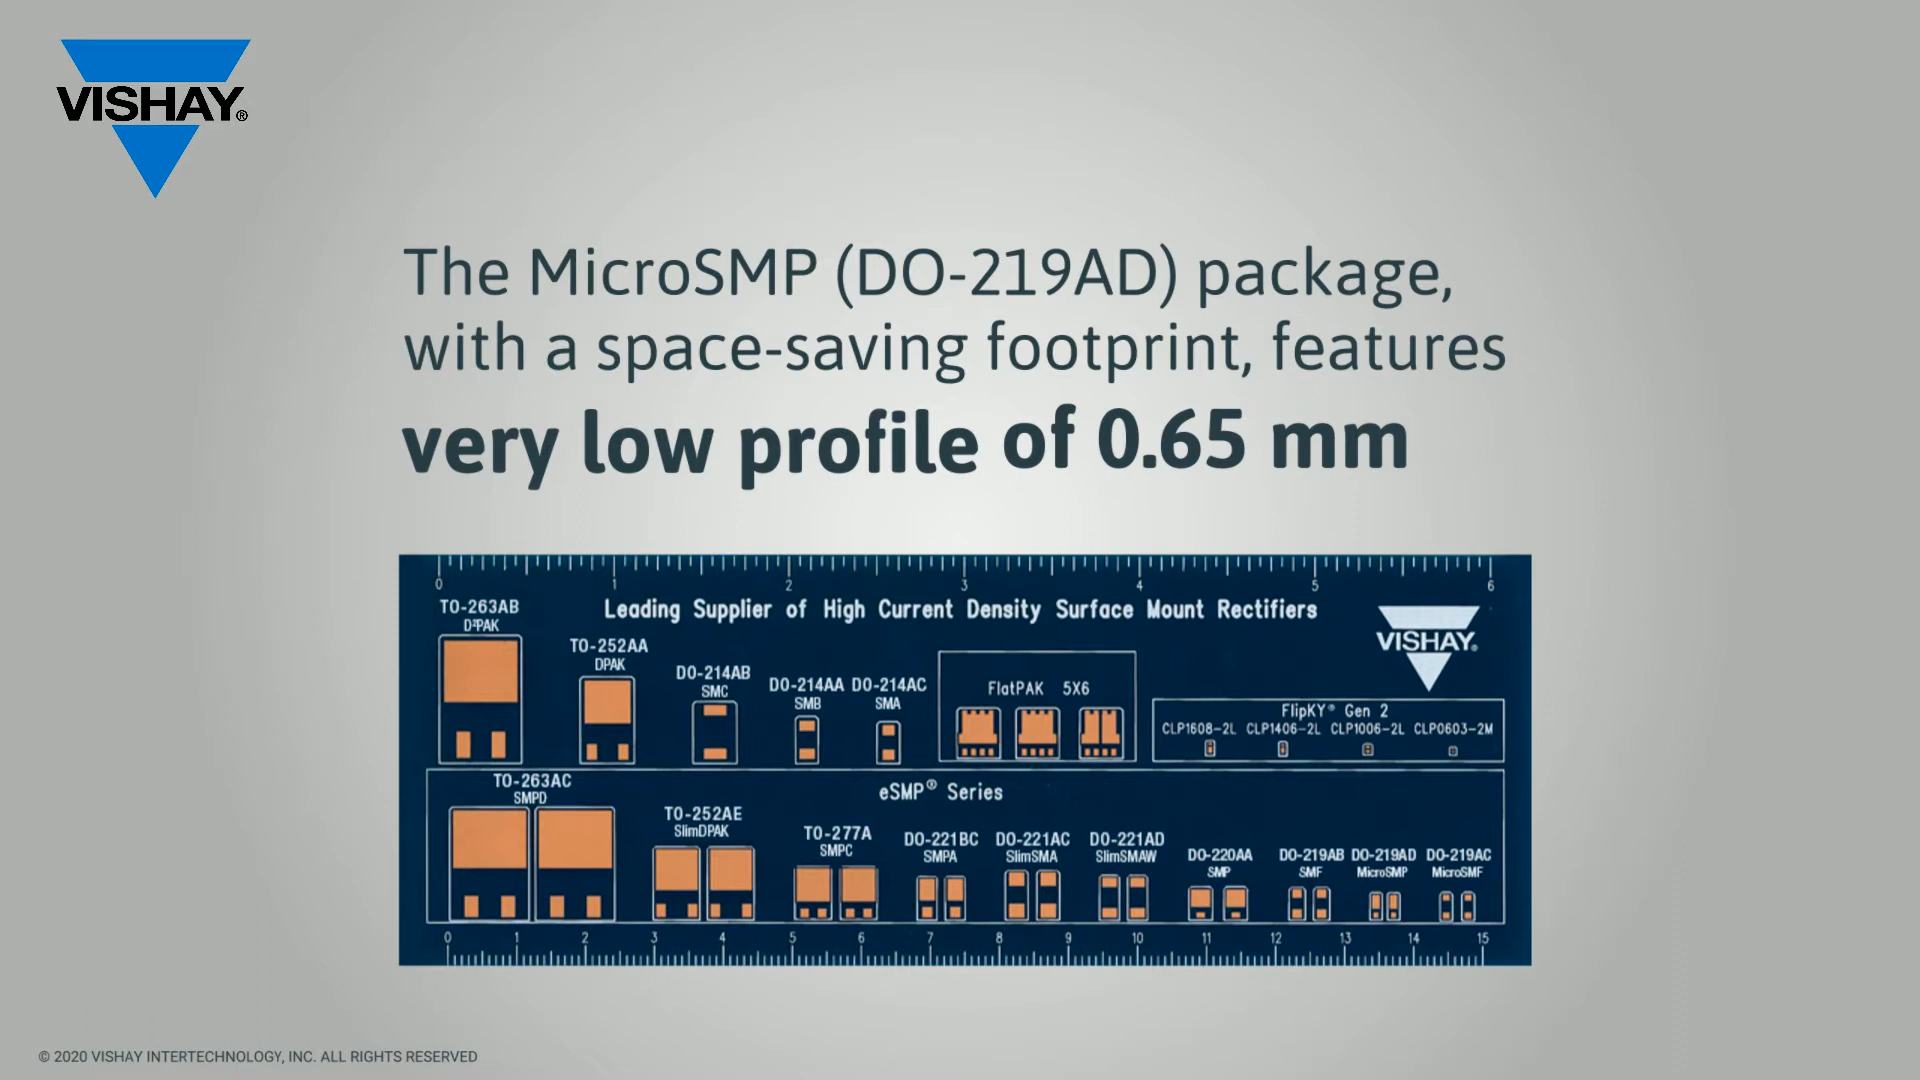 VISHAY®
The MicroSMP (DO-219AD) package,
with a space-saving footprint, features
very low profile of 0.65 mm
0 1 2 3 4 5 6
Leading Supplier of High Current Density Surface Mount Rectifiers
VISHAY.
TO-263AB
D²PAK
TO-252AA
DPAK
DO-214AB
SMC
DO-214AA
SMB
DO-214AC
SMA
FlatPAK 5X6
FlipKY® Gen 2
CLP1608-2L CLP1406-2L CLP1006-2L CLP0603-2M
eSMP® Series
TO-263AC
SMPD
TO-252AE
SlimDPAK
TO-277A
SMPC
DO-221BC
SMPA
DO-221AC
SlimSMA
DO-221AD
SlimSMAW
DO-220AA
SMP
DO-219AB
SMF
DO-219AD
MicroSMP
DO-219AC
MicroSMF
0 1 2 3 4 5 6 7 8 9 10 11 12 13 14 15
© 2020 VISHAY INTERTECHNOLOGY, INC. ALL RIGHTS RESERVED